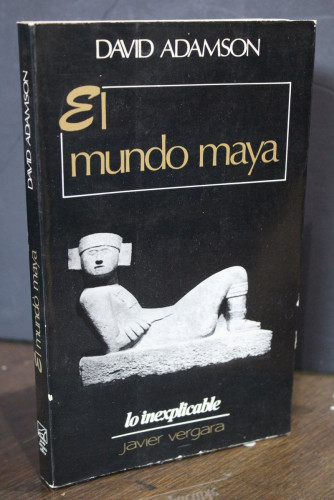 DAVID ADAMSON
El
mundo maya
lo inexplicable
javier vergara
DAVID ADAMSON
El mundo maya